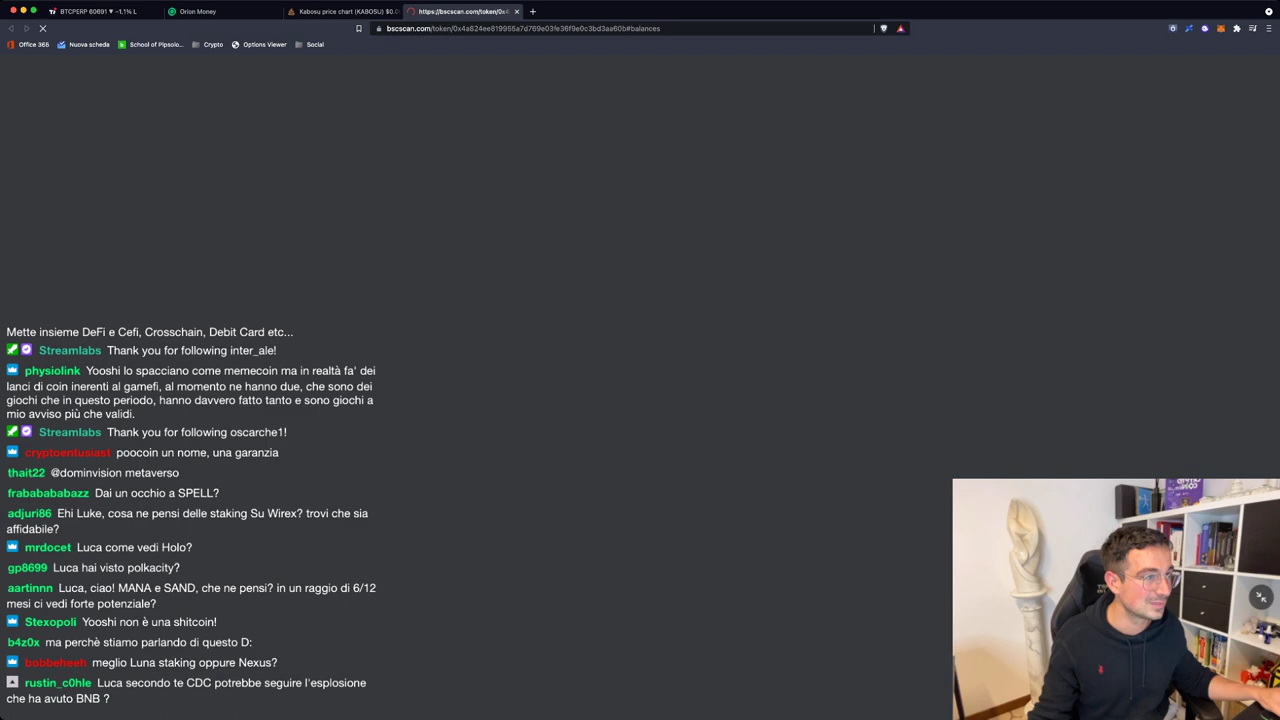 BTCPERP 60691 ▼ −1.1% L
Orion Money
Kabosu price chart (KABOSU) $0.0
https://bscscan.com/token/0x4
bscscan.com/token/0x4a824ee819955a7d769e03fe36f9e0c3bd3aa60b#balances
Office 365
Nuova scheda
School of Pipsolo...
Crypto
Options Viewer
Social
Mette insieme DeFi e Cefi, Crosschain, Debit Card etc...
Streamlabs Thank you for following inter_ale!
physiolink Yooshi lo spacciano come memecoin ma in realtà fa' dei
lanci di coin inerenti al gamefi, al momento ne hanno due, che sono dei
giochi che in questo periodo, hanno davvero fatto tanto e sono giochi a
mio avviso più che validi.
Streamlabs Thank you for following oscarche1!
cryptoentusiast poocoin un nome, una garanzia
thait22 @dominvision metaverso
frababababazz Dai un occhio a SPELL?
adjuri86 Ehi Luke, cosa ne pensi delle staking Su Wirex? trovi che sia
affidabile?
mrdocet Luca come vedi Holo?
gp8699 Luca hai visto polkacity?
aartinnn Luca, ciao! MANA e SAND, che ne pensi? in un raggio di 6/12
mesi ci vedi forte potenziale?
Stexopoli Yooshi non è una shitcoin!
b4z0x ma perchè stiamo parlando di questo D:
bobbeheeh meglio Luna staking oppure Nexus?
rustin_c0hle Luca secondo te CDC potrebbe seguire l'esplosione
che ha avuto BNB ?